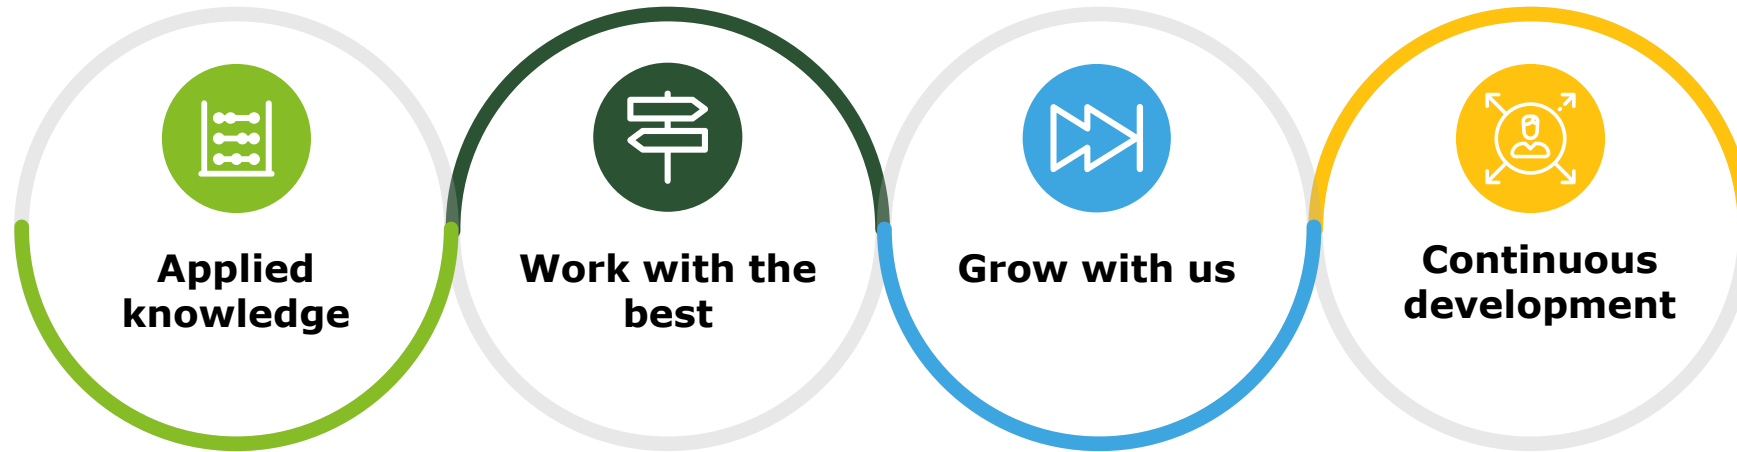 Applied
knowledge
Work with the
best
Grow with us
Continuous
development